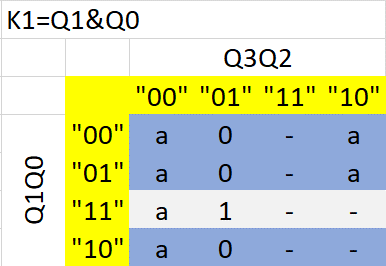 K1=Q1&Q0
Q3Q2
"00" "01" "11" "10"
Q1Q0
"00" a 0 - a
"01" a 0 - a
"11" a 1 - -
"10" a 0 - -